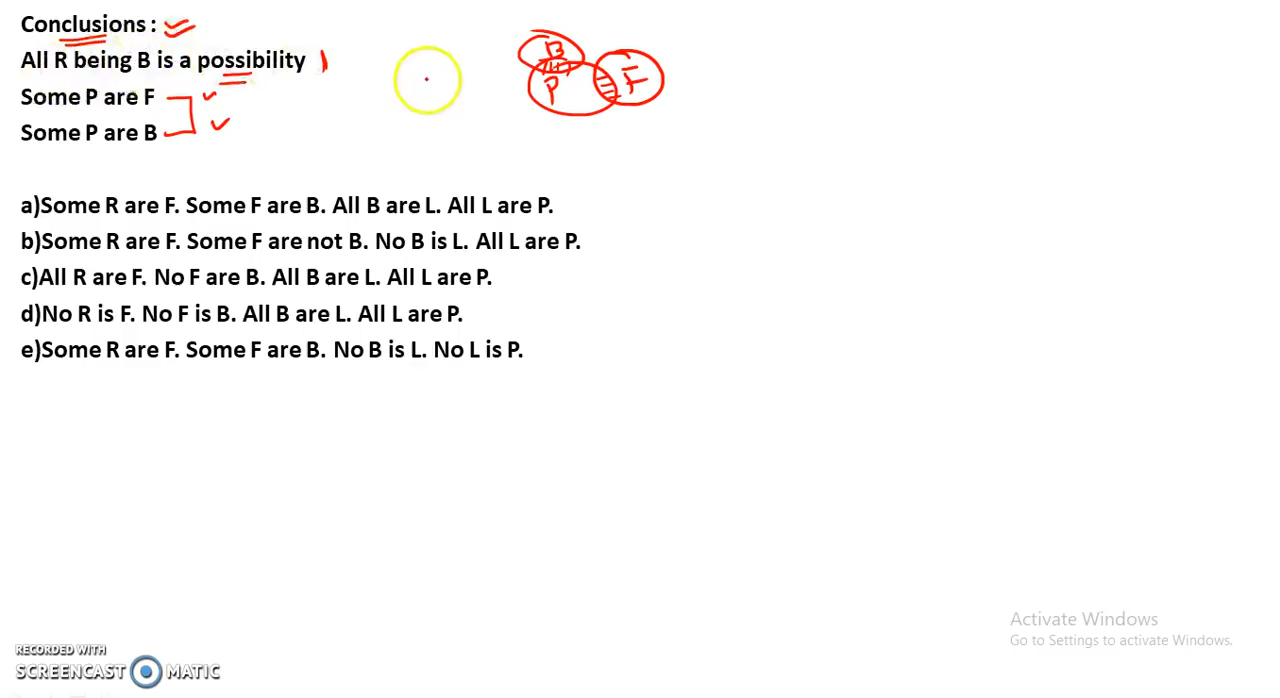 Conclusions :
All R being B is a possibility
Some P are F
Some P are B
B
P
F
a)Some R are F. Some F are B. All B are L. All L are P.
b)Some R are F. Some F are not B. No B is L. All L are P.
c)All R are F. No F are B. All B are L. All L are P.
d)No R is F. No F is B. All B are L. All L are P.
e)Some R are F. Some F are B. No B is L. No L is P.
Activate Windows
Go to Settings to activate Windows.
RECORDED WITH
SCREENCAST MATIC